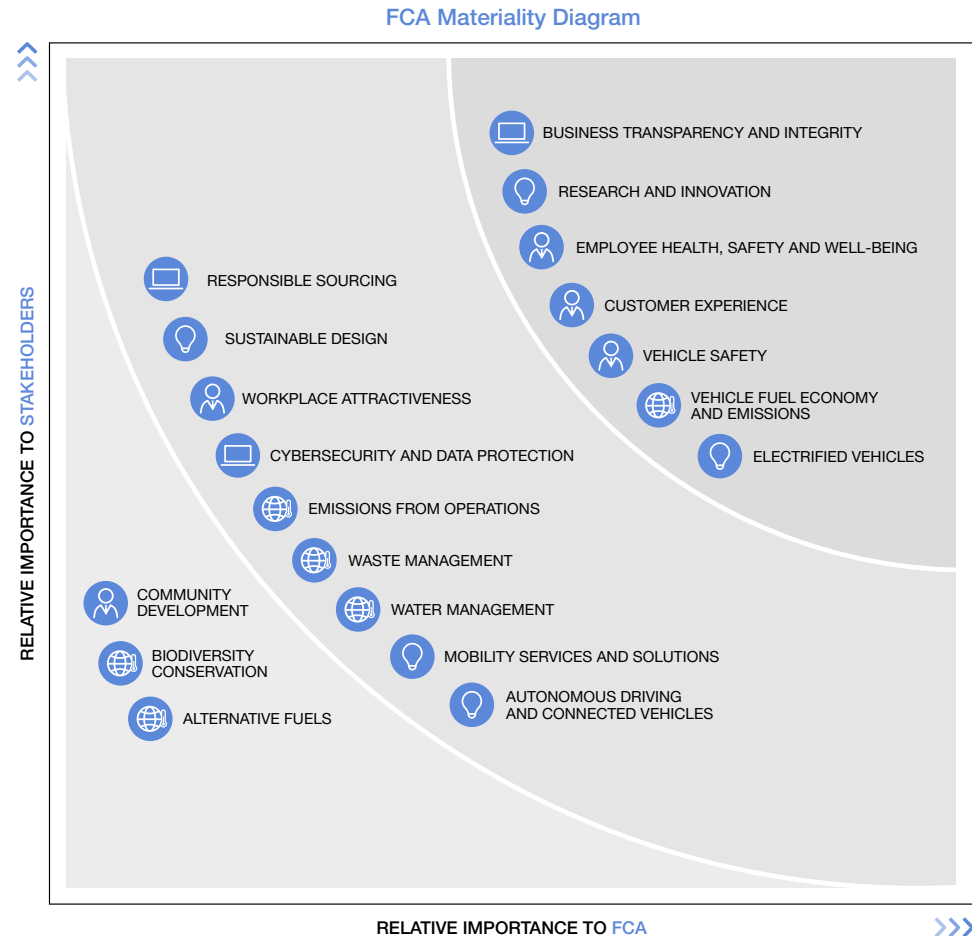 FCA Materiality Diagram
RELATIVE IMPORTANCE TO STAKEHOLDERS
BUSINESS TRANSPARENCY AND INTEGRITY
RESEARCH AND INNOVATION
EMPLOYEE HEALTH, SAFETY AND WELL-BEING
CUSTOMER EXPERIENCE
VEHICLE SAFETY
VEHICLE FUEL ECONOMY
AND EMISSIONS
ELECTRIFIED VEHICLES
RESPONSIBLE SOURCING
SUSTAINABLE DESIGN
WORKPLACE ATTRACTIVENESS
CYBERSECURITY AND DATA PROTECTION
EMISSIONS FROM OPERATIONS
WASTE MANAGEMENT
WATER MANAGEMENT
MOBILITY SERVICES AND SOLUTIONS
AUTONOMOUS DRIVING
AND CONNECTED VEHICLES
COMMUNITY
DEVELOPMENT
BIODIVERSITY
CONSERVATION
ALTERNATIVE FUELS
RELATIVE IMPORTANCE TO FCA